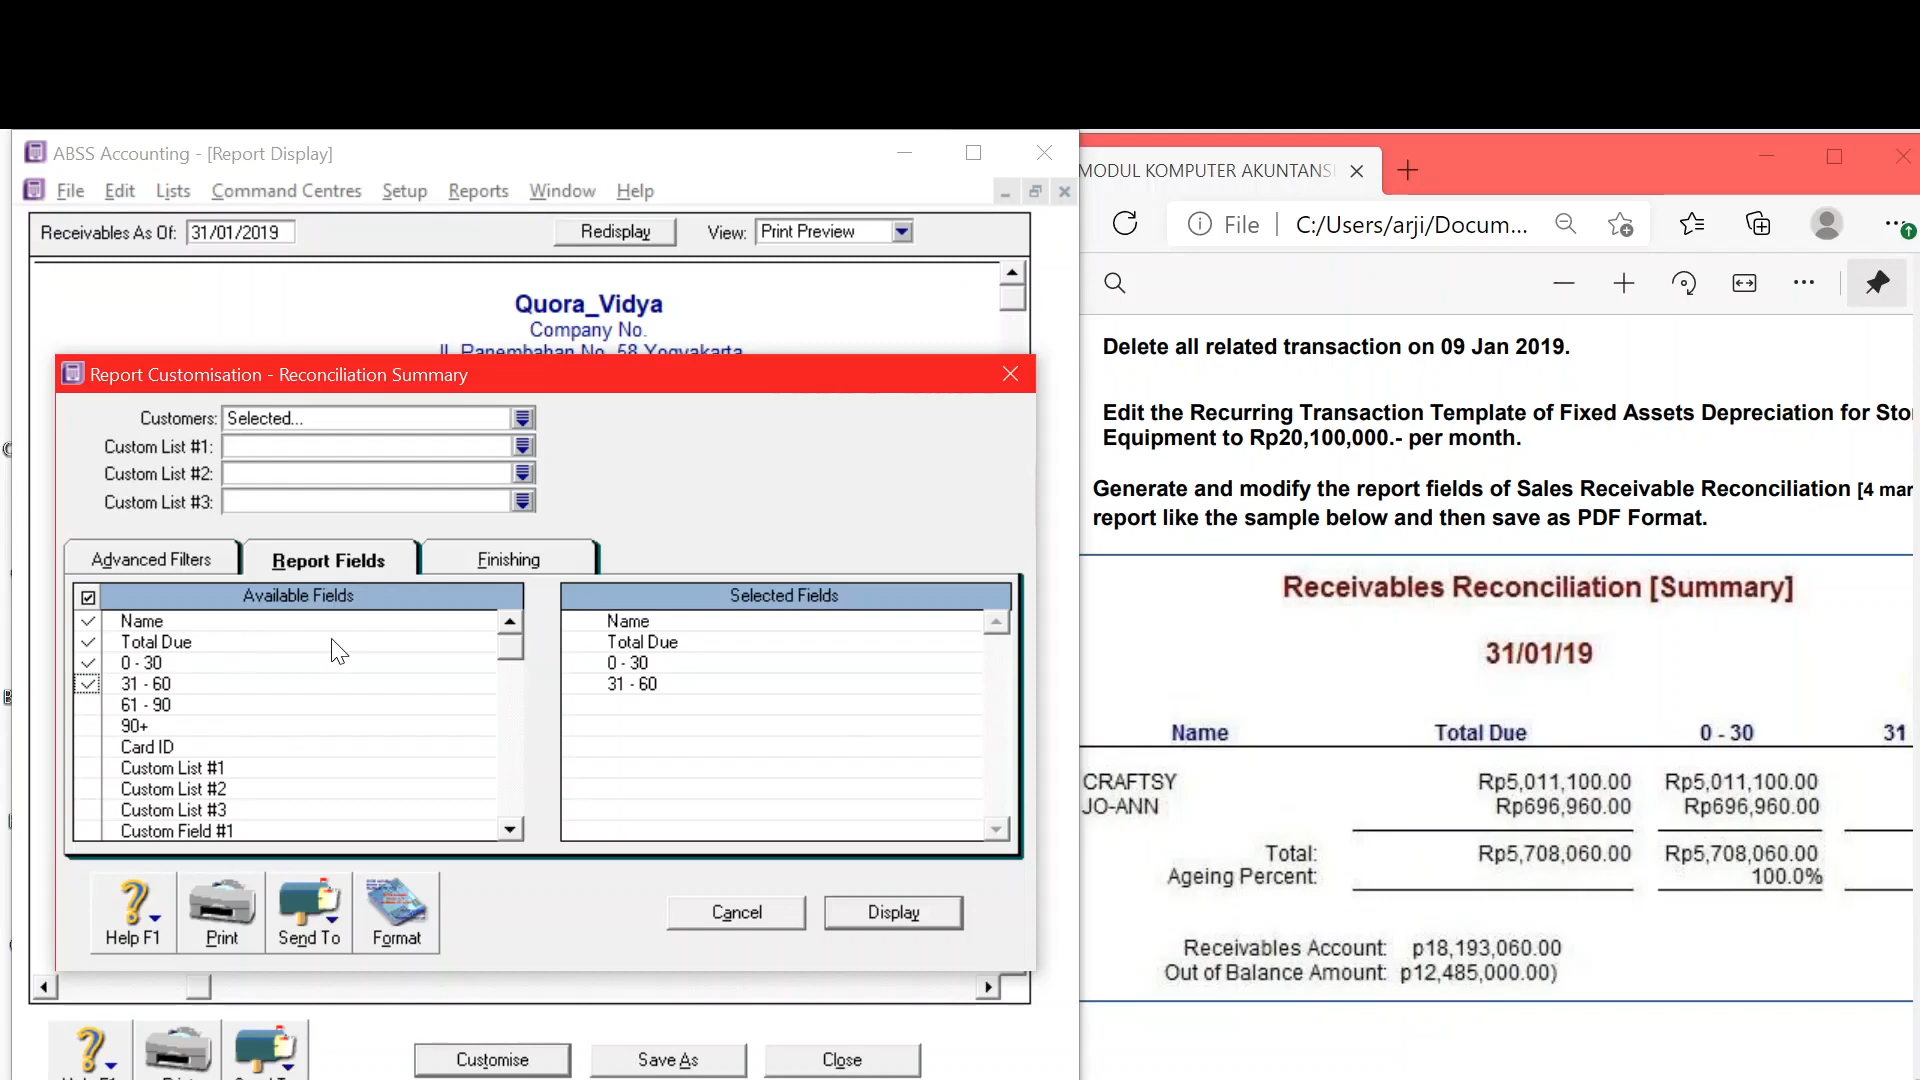 ABSS Accounting - [Report Display]
File Edit Lists Command Centres Setup Reports Window Help
Receivables As Of: 31/01/2019 Redisplay View: Print Preview
Quora_Vidya
Company No.
Jl. Panembahan No. 58 Yogyakarta
Report Customisation - Reconciliation Summary
Customers: Selected...
Custom List #1:
Custom List #2:
Custom List #3:
Advanced Filters Report Fields Finishing
Available Fields
Name
Total Due
0 - 30
31 - 60
61 - 90
90+
Card ID
Custom List #1
Custom List #2
Custom List #3
Custom Field #1
Selected Fields
Name
Total Due
0 - 30
31 - 60
Help F1 Print Send To Format Cancel Display
Customise Save As Close
MODUL KOMPUTER AKUNTANS
File C:/Users/arji/Docum...
Delete all related transaction on 09 Jan 2019.
Edit the Recurring Transaction Template of Fixed Assets Depreciation for Sto
Equipment to Rp20,100,000.- per month.
Generate and modify the report fields of Sales Receivable Reconciliation [4 mar
report like the sample below and then save as PDF Format.
Receivables Reconciliation [Summary]
31/01/19
Name Total Due 0 - 30 31
CRAFTSY Rp5,011,100.00 Rp5,011,100.00
JO-ANN Rp696,960.00 Rp696,960.00
Total: Rp5,708,060.00 Rp5,708,060.00
Ageing Percent: 100.0%
Receivables Account: p18,193,060.00
Out of Balance Amount: p12,485,000.00)